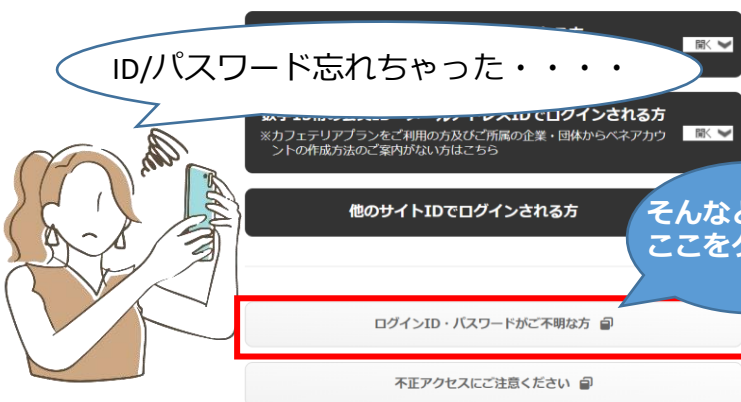 開く
ID/パスワード忘れちゃった・・・・
IDでログインされる方
※カフェテリアプランをご利用の方及びご所属の企業・団体からベネアカウ
ントの作成方法のご案内がない方はこちら
開く
他のサイトIDでログインされる方
そんなと
ここを
ログインID・パスワードがご不明な方
不正アクセスにご注意ください